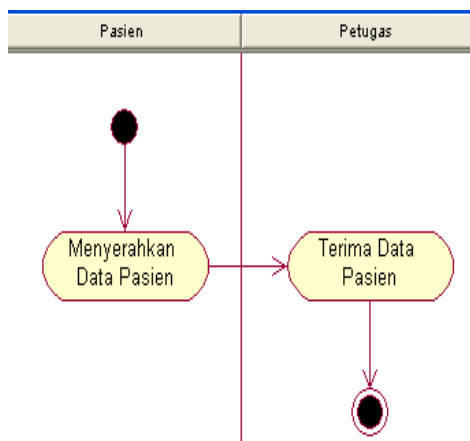 Pasien
Petugas
Menyerahkan
Data Pasien
Terima Data
Pasien